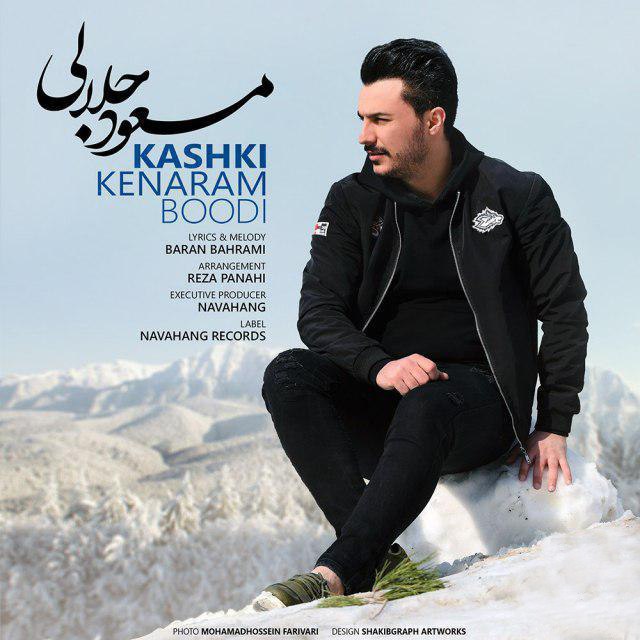 مسعود جلالی
KASHKI
KENARAM
BOODI
LYRICS & MELODY
BARAN BAHRAMI
ARRANGEMENT
REZA PANAHI
EXECUTIVE PRODUCER
NAVAHANG
LABEL
NAVAHANG RECORDS
PHOTO MOHAMADHOSSEIN FARIVARI DESIGN SHAKIBGRAPH ARTWORKS